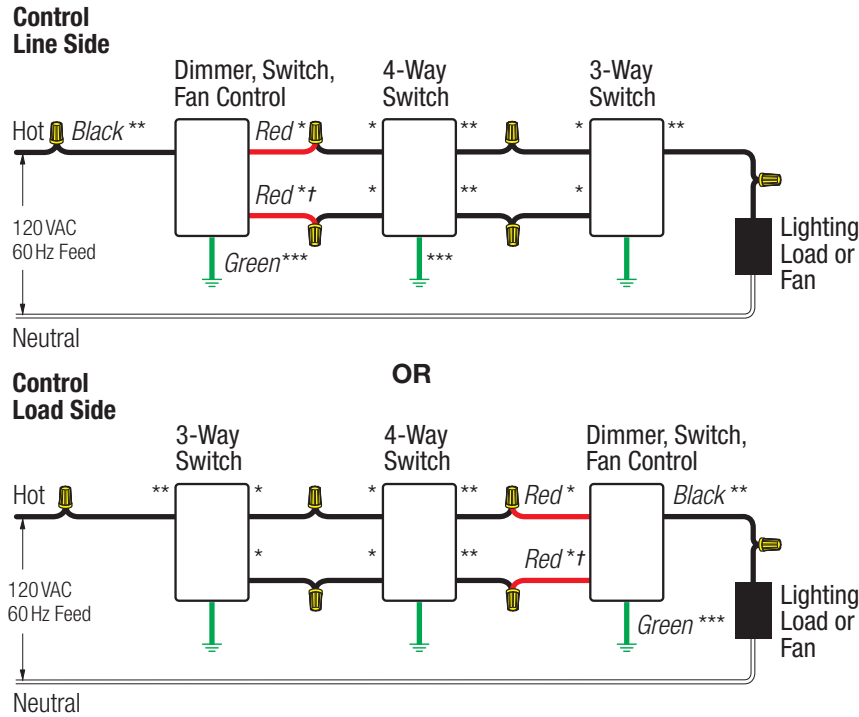 Control
Line Side
Dimmer, Switch,
Fan Control
4-Way
Switch
3-Way
Switch
Hot
Black **
Red *
*
**
*
**
Red *†
*
**
*
120 VAC
60 Hz Feed
Green***
***
Lighting
Load or
Fan
Neutral
OR
Control
Load Side
3-Way
Switch
4-Way
Switch
Dimmer, Switch,
Fan Control
Hot
**
*
*
**
Red *
Black **
*
*
**
Red *†
120 VAC
60 Hz Feed
Green ***
Lighting
Load or
Fan
Neutral